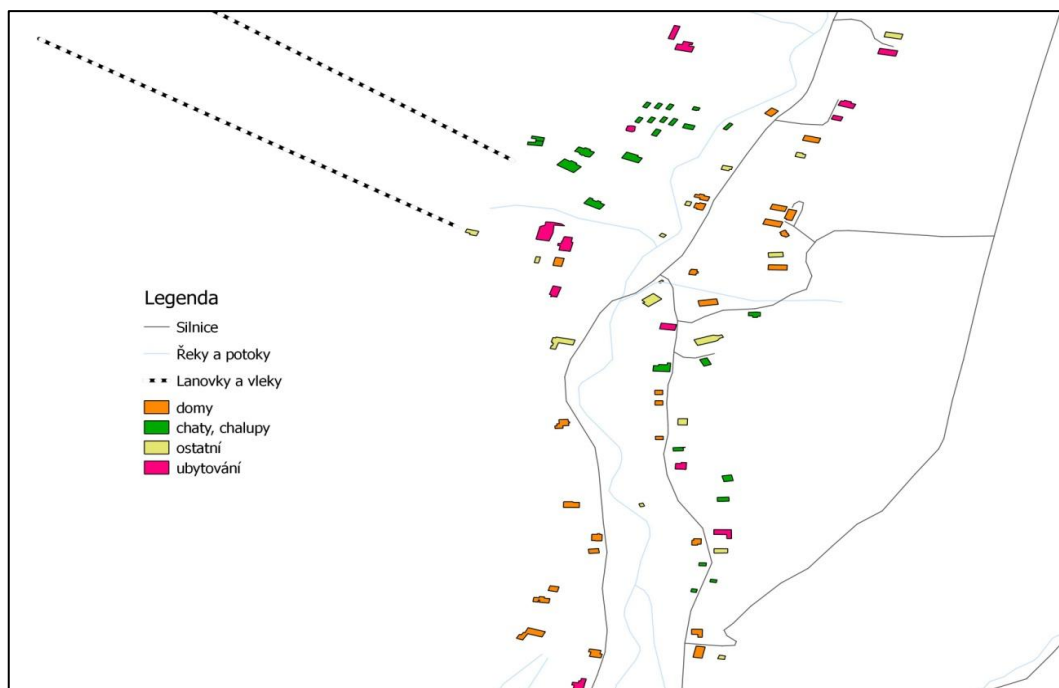 Legenda
Silnice
Řeky a potoky
Lanovky a vleky
domy
chaty, chalupy
ostatní
ubytování